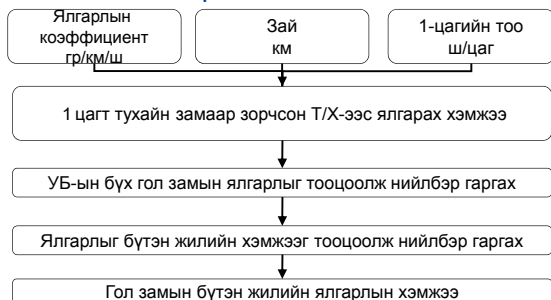 Ялгарлын
коэффициент
гр/км/ш
Зай
км
1-цагийн тоо
ш/цаг
1 цагт тухайн замаар зорчсон Т/Х-ээс ялгарах хэмжээ
УБ-ын бүх гол замын ялгарлыг тооцоолж нийлбэр гаргах
Ялгарлыг бүтэн жилийн хэмжээг тооцоолж нийлбэр гаргах
Гол замын бүтэн жилийн ялгарлын хэмжээ